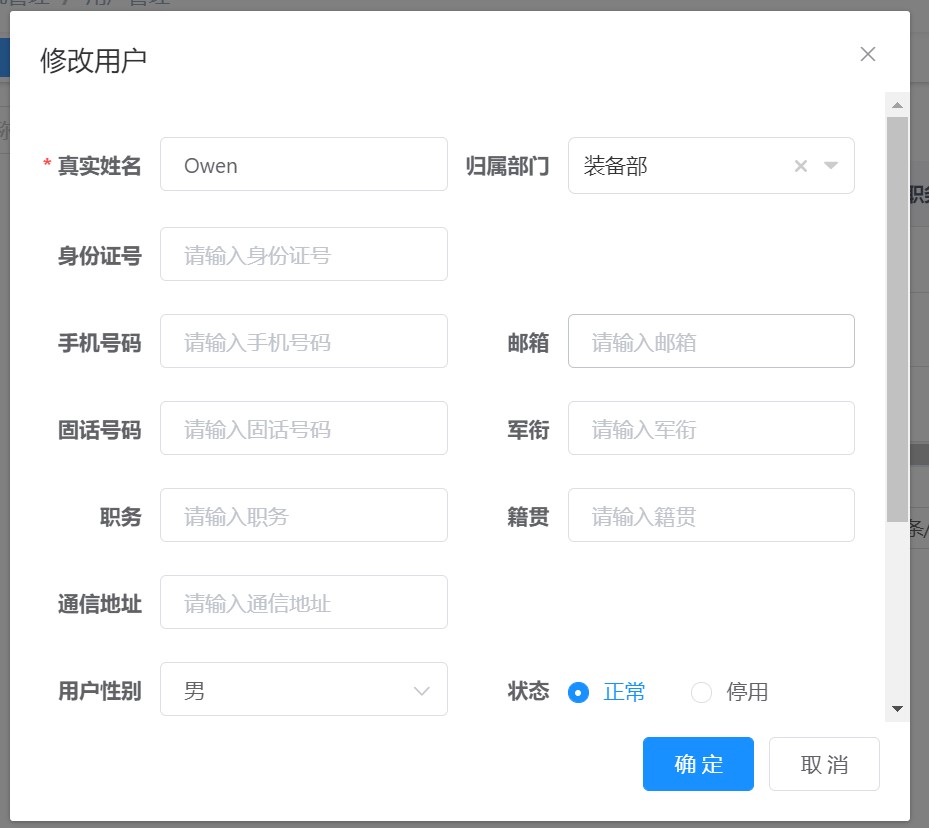 修改用户
* 真实姓名 Owen 归属部门 装备部
身份证号 请输入身份证号
手机号码 请输入手机号码 邮箱 请输入邮箱
固话号码 请输入固话号码 军衔 请输入军衔
职务 请输入职务 籍贯 请输入籍贯
通信地址 请输入通信地址
用户性别 男 状态 正常 停用
确 定 取 消
职务
条/